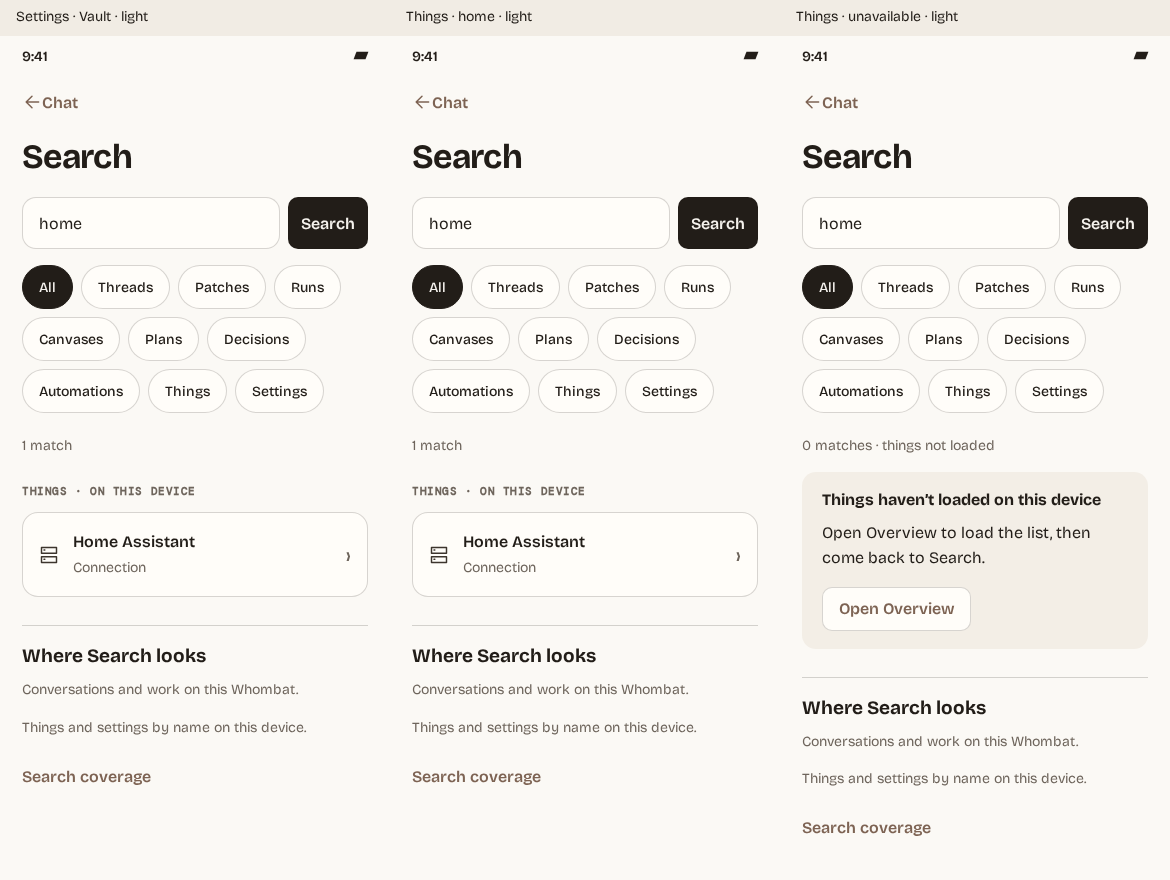 Settings · Vault · light
9:41
Chat
Search
home
Search
All
Threads
Patches
Runs
Canvases
Plans
Decisions
Automations
Things
Settings
1 match
THINGS · ON THIS DEVICE
Home Assistant
Connection
Where Search looks
Conversations and work on this Whombat.
Things and settings by name on this device.
Search coverage
Things · home · light
9:41
Chat
Search
home
Search
All
Threads
Patches
Runs
Canvases
Plans
Decisions
Automations
Things
Settings
1 match
THINGS · ON THIS DEVICE
Home Assistant
Connection
Where Search looks
Conversations and work on this Whombat.
Things and settings by name on this device.
Search coverage
Things · unavailable · light
9:41
Chat
Search
home
Search
All
Threads
Patches
Runs
Canvases
Plans
Decisions
Automations
Things
Settings
0 matches · things not loaded
Things haven’t loaded on this device
Open Overview to load the list, then
come back to Search.
Open Overview
Where Search looks
Conversations and work on this Whombat.
Things and settings by name on this device.
Search coverage